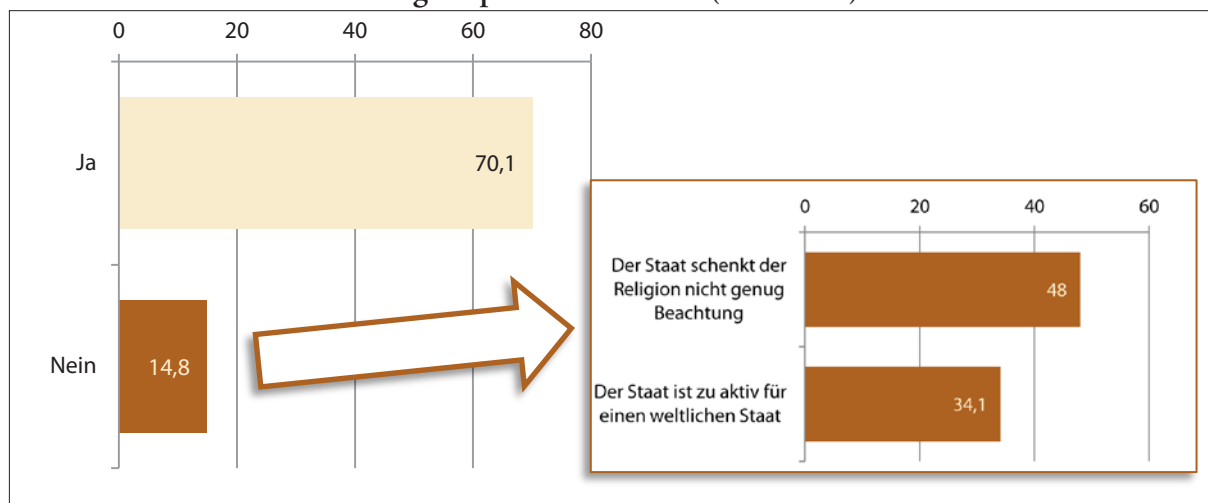 0 20 40 60 80
Ja
70,1
Nein
14,8
0 20 40 60
Der Staat schenkt der
Religion nicht genug
Beachtung
48
Der Staat ist zu aktiv für
einen weltlichen Staat
34,1